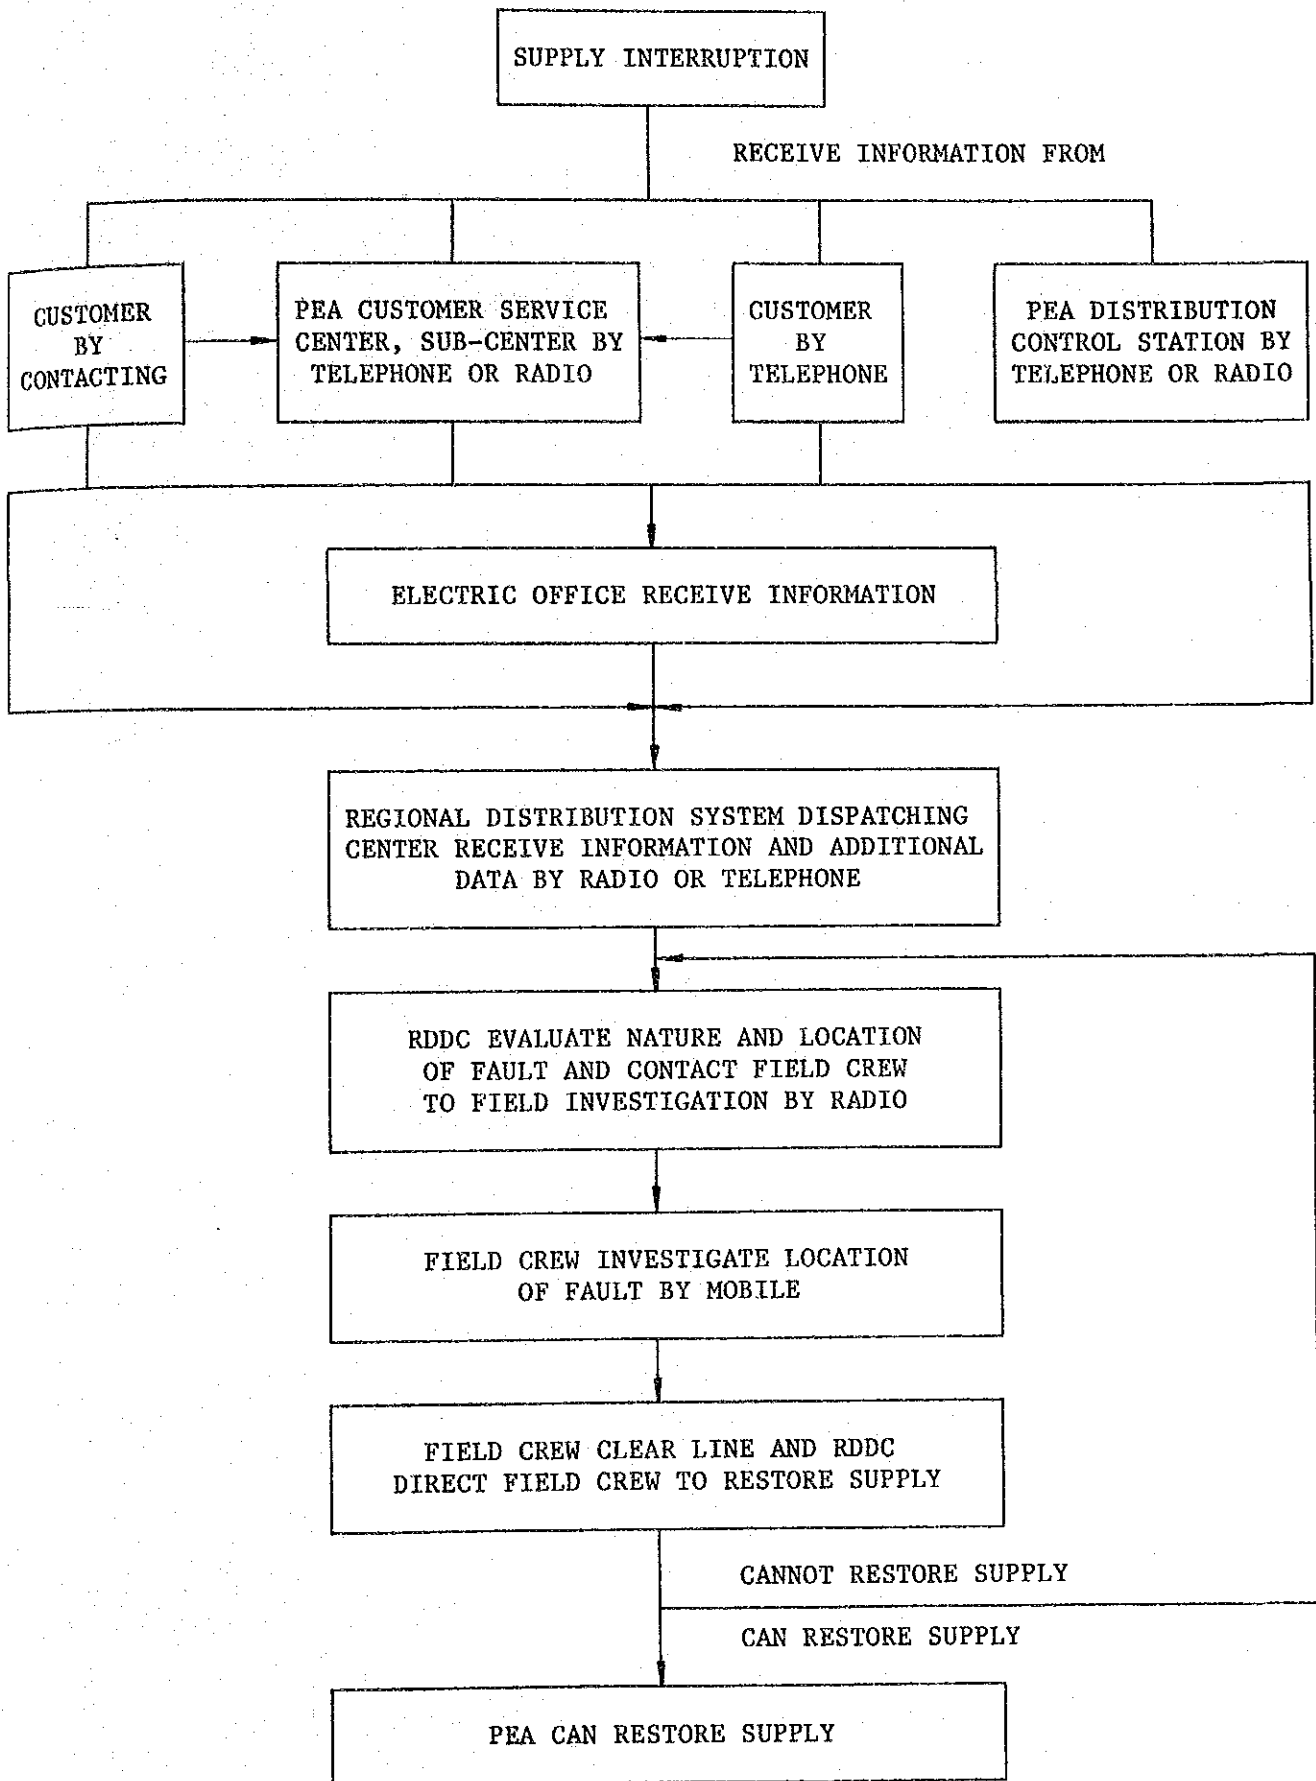 SUPPLY INTERRUPTION
RECEIVE INFORMATION FROM
CUSTOMER
BY
CONTACTING
PEA CUSTOMER SERVICE
CENTER, SUB-CENTER BY
TELEPHONE OR RADIO
CUSTOMER
BY
TELEPHONE
PEA DISTRIBUTION
CONTROL STATION BY
TELEPHONE OR RADIO
ELECTRIC OFFICE RECEIVE INFORMATION
REGIONAL DISTRIBUTION SYSTEM DISPATCHING
CENTER RECEIVE INFORMATION AND ADDITIONAL
DATA BY RADIO OR TELEPHONE
RDDC EVALUATE NATURE AND LOCATION
OF FAULT AND CONTACT FIELD CREW
TO FIELD INVESTIGATION BY RADIO
FIELD CREW INVESTIGATE LOCATION
OF FAULT BY MOBILE
FIELD CREW CLEAR LINE AND RDDC
DIRECT FIELD CREW TO RESTORE SUPPLY
CANNOT RESTORE SUPPLY
CAN RESTORE SUPPLY
PEA CAN RESTORE SUPPLY